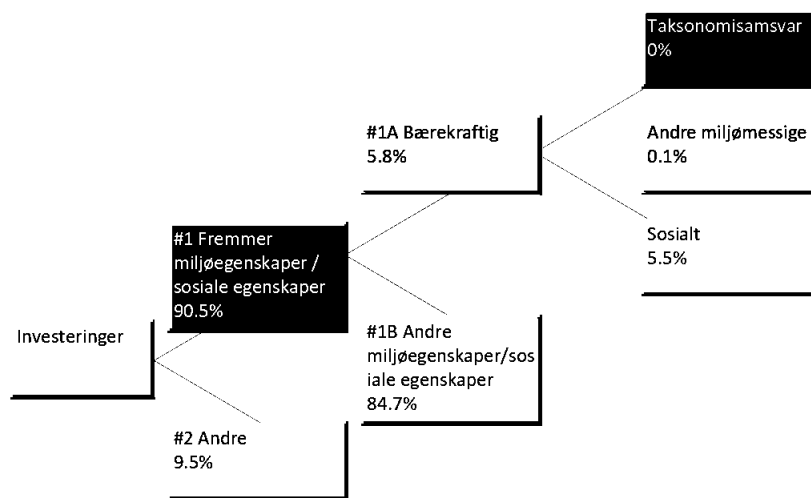 Taksonomisamsvar
0%
#1A Bærekraftig
5.8%
Andre miljømessige
0.1%
#1 Fremmer
miljøegenskaper /
sosiale egenskaper
90.5%
Sosialt
5.5%
Investeringer
#1B Andre
miljøegenskaper/sos
iale egenskaper
84.7%
#2 Andre
9.5%